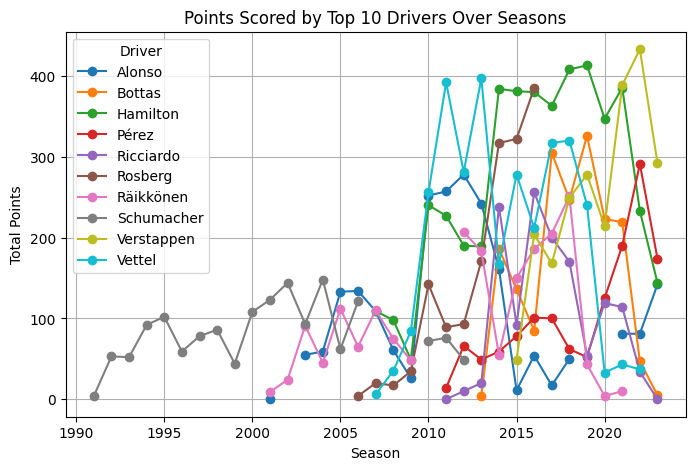 Points Scored by Top 10 Drivers Over Seasons
Driver
Alonso
Bottas
Hamilton
Pérez
Ricciardo
Rosberg
Räikkönen
Schumacher
Verstappen
Vettel
Total Points
400
300
200
100
0
1990
1995
2000
2005
2010
2015
2020
Season